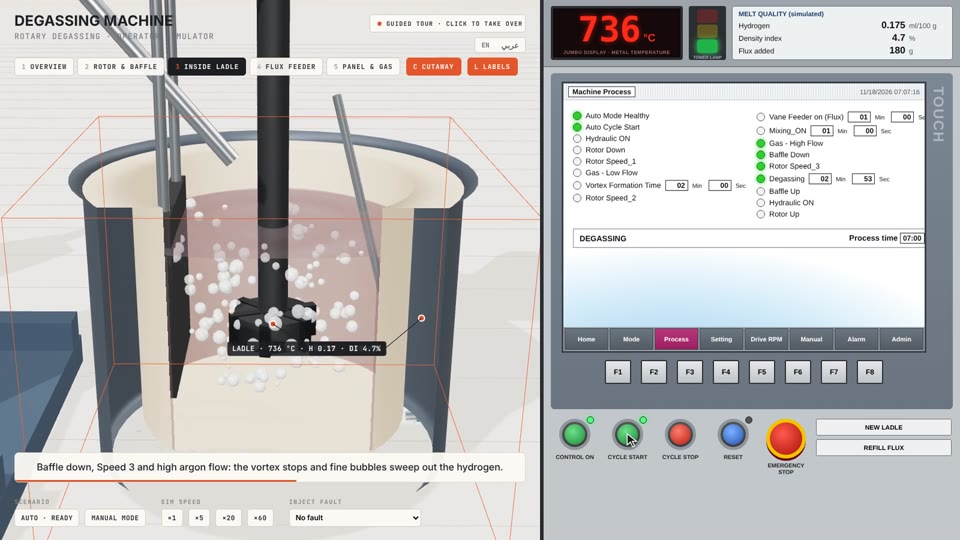 DEGASSING MACHINE
ROTARY DEGASSING · OPERATOR SIMULATOR
GUIDED TOUR · CLICK TO TAKE OVER
EN عربي
1 OVERVIEW
2 ROTOR & BAFFLE
3 INSIDE LADLE
4 FLUX FEEDER
5 PANEL & GAS
C CUTAWAY
L LABELS
LADLE · 736 °C · H 0.17 · DI 4.7%
Baffle down, Speed 3 and high argon flow: the vortex stops and fine bubbles sweep out the hydrogen.
SCENARIO
SIM SPEED
INJECT FAULT
AUTO · READY
MANUAL MODE
×1
×5
×20
×60
No fault
736 °C
JUMBO DISPLAY · METAL TEMPERATURE
TOWER LAMP
MELT QUALITY (simulated)
Hydrogen 0.175 ml/100 g
Density index 4.7 %
Flux added 180 g
TOUCH
Machine Process
11/18/2026 07:07:16
Auto Mode Healthy
Auto Cycle Start
Hydraulic ON
Rotor Down
Rotor Speed_1
Gas - Low Flow
Vortex Formation Time 02 Min 00 Sec
Rotor Speed_2
Vane Feeder on (Flux) 01 Min 00
Mixing_ON 01 Min 00 Sec
Gas - High Flow
Baffle Down
Rotor Speed_3
Degassing 02 Min 53 Sec
Baffle Up
Hydraulic ON
Rotor Up
DEGASSING
Process time 07:00
Home
Mode
Process
Setting
Drive RPM
Manual
Alarm
Admin
F1
F2
F3
F4
F5
F6
F7
F8
CONTROL ON
CYCLE START
CYCLE STOP
RESET
EMERGENCY
STOP
NEW LADLE
REFILL FLUX